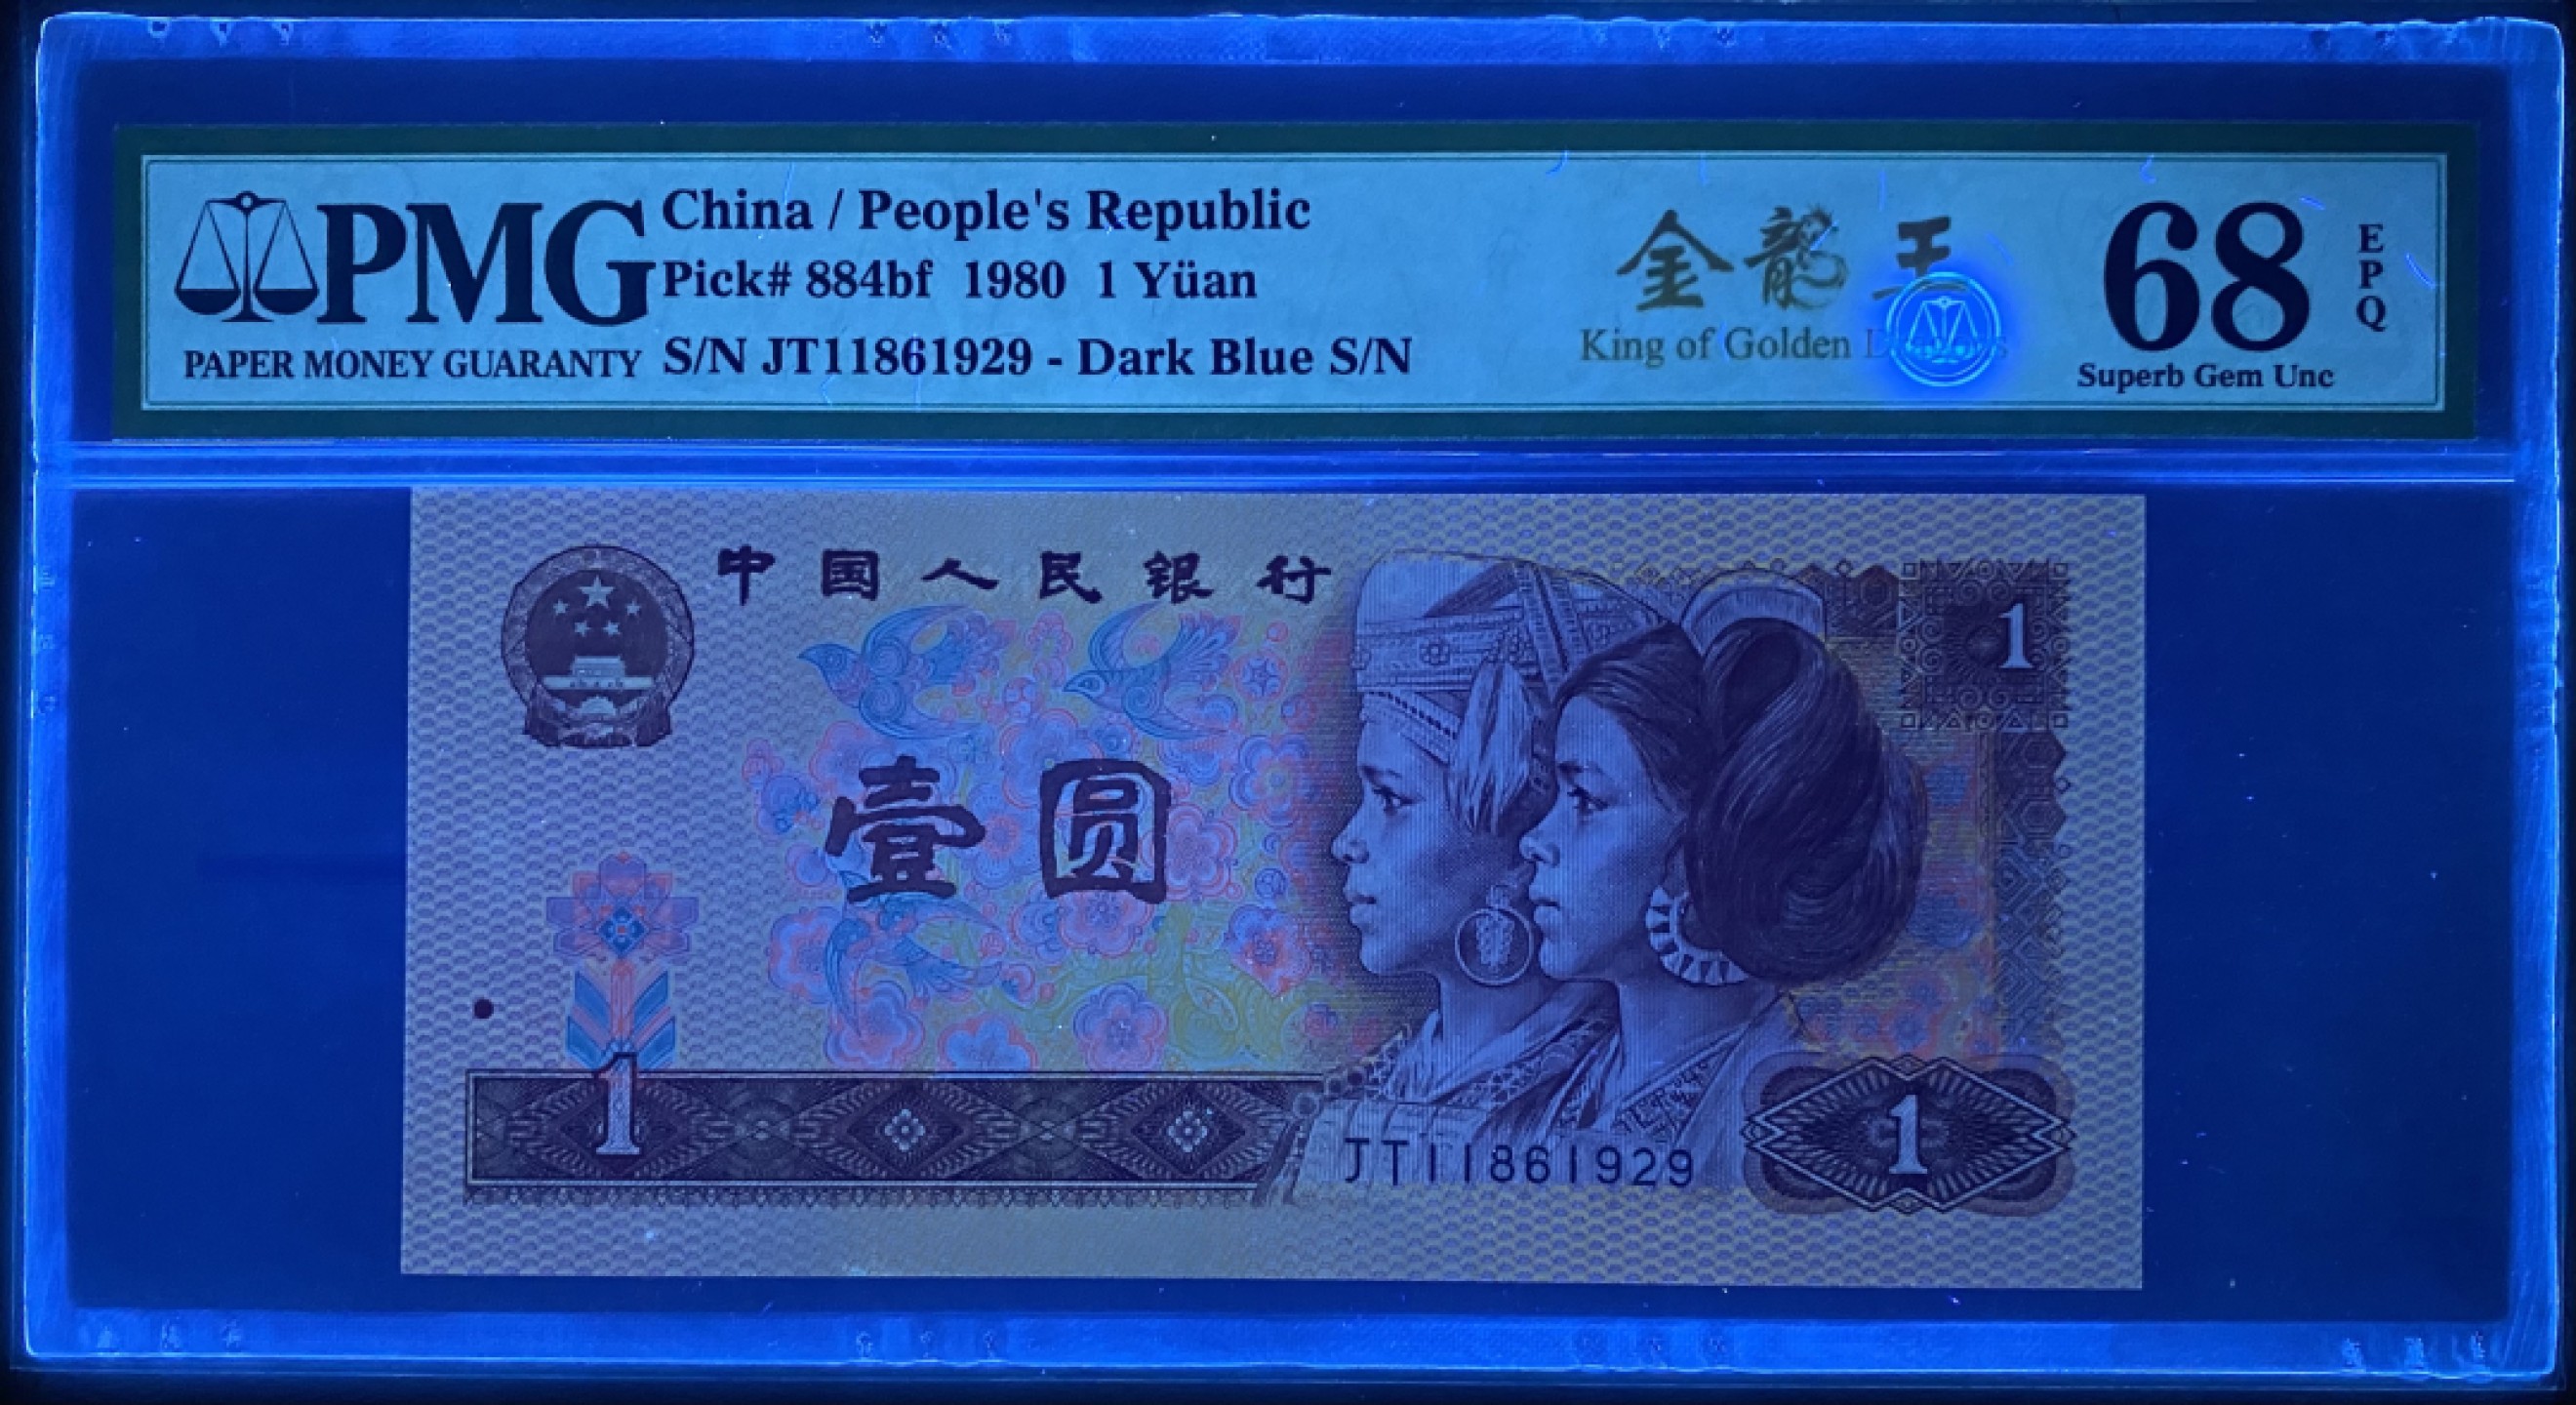 PMG
PAPER MONEY GUARANTY
China / People's Republic
Pick# 884bf 1980 1 Yüan
S/N JT11861929 - Dark Blue S/N
金龍王
King of Golden
68
EPQ
Superb Gem Unc
中国人民银行
1
壹圆
1
JT11861929
1